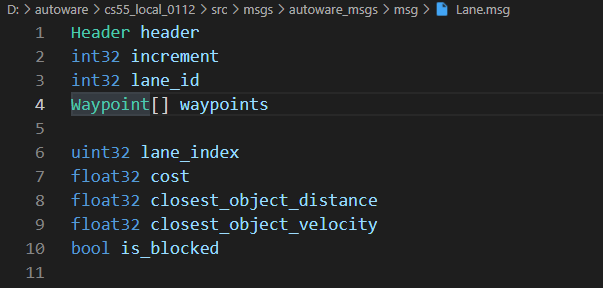 D: > autoware > cs55_local_0112 > src > msgs > autoware_msgs > msg > Lane.msg
1 Header header
2 int32 increment
3 int32 lane_id
4 Waypoint[] waypoints
5
6 uint32 lane_index
7 float32 cost
8 float32 closest_object_distance
9 float32 closest_object_velocity
10 bool is_blocked
11